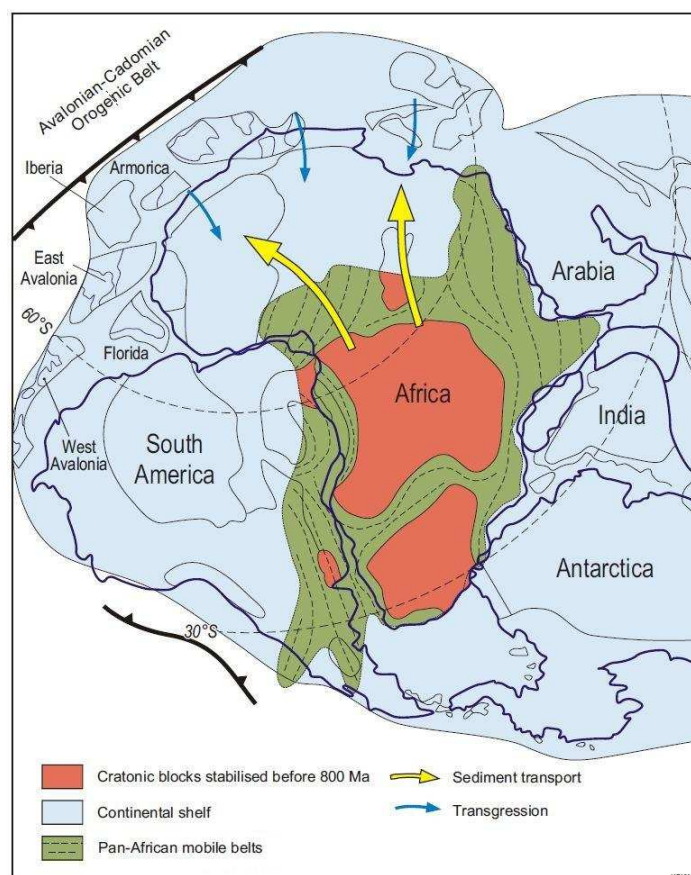 Avalonian-Cadomian
Orogenic Belt
Iberia
Armorica
East
Avalonia
60°S
Florida
West
Avalonia
South
America
Africa
Arabia
India
Antarctica
30°S
Cratonic blocks stabilised before 800 Ma
Continental shelf
Pan-African mobile belts
Sediment transport
Transgression